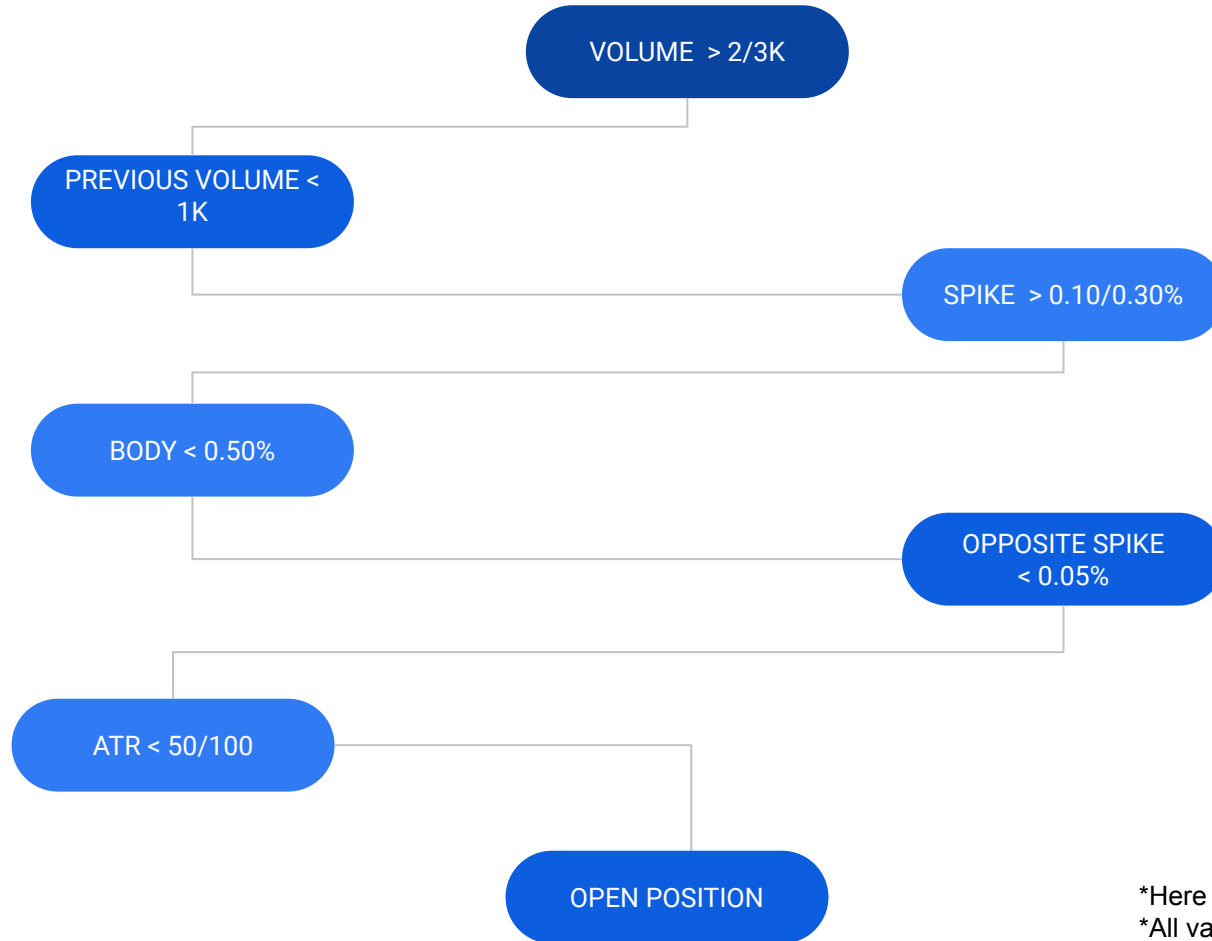 VOLUME > 2/3K
PREVIOUS VOLUME <
1K
SPIKE > 0.10/0.30%
BODY < 0.50%
OPPOSITE SPIKE
< 0.05%
ATR < 50/100
OPEN POSITION
*Here
*All